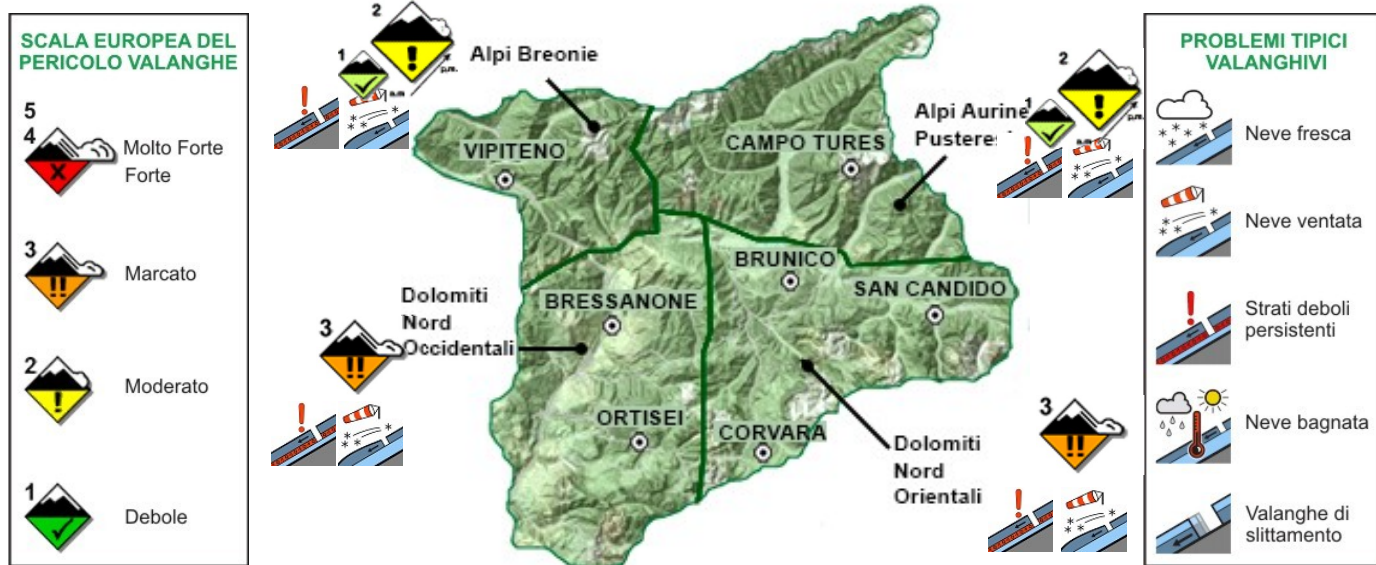 SCALA EUROPEA DEL
PERICOLO VALANGHE
5
4
Molto Forte
Forte
3
Marcato
2
Moderato
1
Debole
2
1
p.m.
a.m
Alpi Breonie
VIPITENO
CAMPO TURES
Alpi Aurine
Pusteres
2
1
p.m.
BRUNICO
SAN CANDIDO
BRESSANONE
Dolomiti
Nord
Occidentali
3
ORTISEI
CORVARA
Dolomiti
Nord
Orientali
3
PROBLEMI TIPICI
VALANGHIVI
Neve fresca
Neve ventata
Strati deboli
persistenti
Neve bagnata
Valanghe di
slittamento